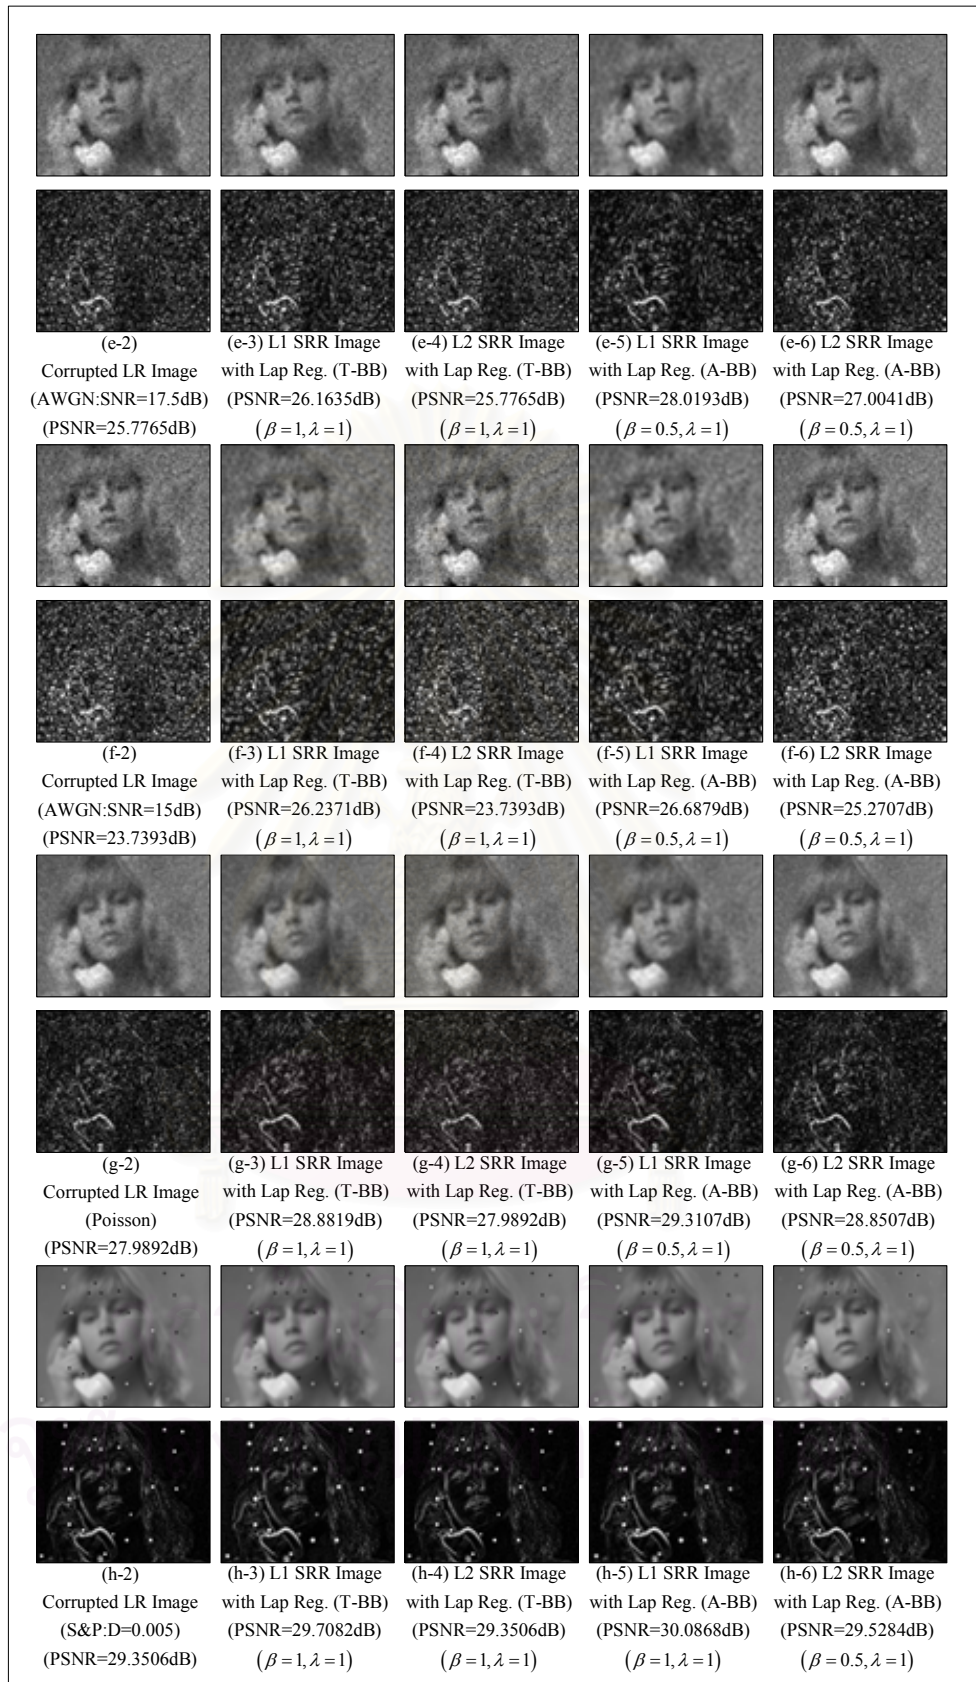 (e-2)
Corrupted LR Image
(AWGN:SNR=17.5dB)
(PSNR=25.7765dB)
(e-3) L1 SRR Image
with Lap Reg. (T-BB)
(PSNR=26.1635dB)
(β = 1, λ = 1)
(e-4) L2 SRR Image
with Lap Reg. (T-BB)
(PSNR=25.7765dB)
(β = 1, λ = 1)
(e-5) L1 SRR Image
with Lap Reg. (A-BB)
(PSNR=28.0193dB)
(β = 0.5, λ = 1)
(e-6) L2 SRR Image
with Lap Reg. (A-BB)
(PSNR=27.0041dB)
(β = 0.5, λ = 1)
(f-2)
Corrupted LR Image
(AWGN:SNR=15dB)
(PSNR=23.7393dB)
(f-3) L1 SRR Image
with Lap Reg. (T-BB)
(PSNR=26.2371dB)
(β = 1, λ = 1)
(f-4) L2 SRR Image
with Lap Reg. (T-BB)
(PSNR=23.7393dB)
(β = 1, λ = 1)
(f-5) L1 SRR Image
with Lap Reg. (A-BB)
(PSNR=26.6879dB)
(β = 0.5, λ = 1)
(f-6) L2 SRR Image
with Lap Reg. (A-BB)
(PSNR=25.2707dB)
(β = 0.5, λ = 1)
(g-2)
Corrupted LR Image
(Poisson)
(PSNR=27.9892dB)
(g-3) L1 SRR Image
with Lap Reg. (T-BB)
(PSNR=28.8819dB)
(β = 1, λ = 1)
(g-4) L2 SRR Image
with Lap Reg. (T-BB)
(PSNR=27.9892dB)
(β = 1, λ = 1)
(g-5) L1 SRR Image
with Lap Reg. (A-BB)
(PSNR=29.3107dB)
(β = 0.5, λ = 1)
(g-6) L2 SRR Image
with Lap Reg. (A-BB)
(PSNR=28.8507dB)
(β = 0.5, λ = 1)
(h-2)
Corrupted LR Image
(S&P:D=0.005)
(PSNR=29.3506dB)
(h-3) L1 SRR Image
with Lap Reg. (T-BB)
(PSNR=29.7082dB)
(β = 1, λ = 1)
(h-4) L2 SRR Image
with Lap Reg. (T-BB)
(PSNR=29.3506dB)
(β = 1, λ = 1)
(h-5) L1 SRR Image
with Lap Reg. (A-BB)
(PSNR=30.0868dB)
(β = 1, λ = 1)
(h-6) L2 SRR Image
with Lap Reg. (A-BB)
(PSNR=29.5284dB)
(β = 0.5, λ = 1)